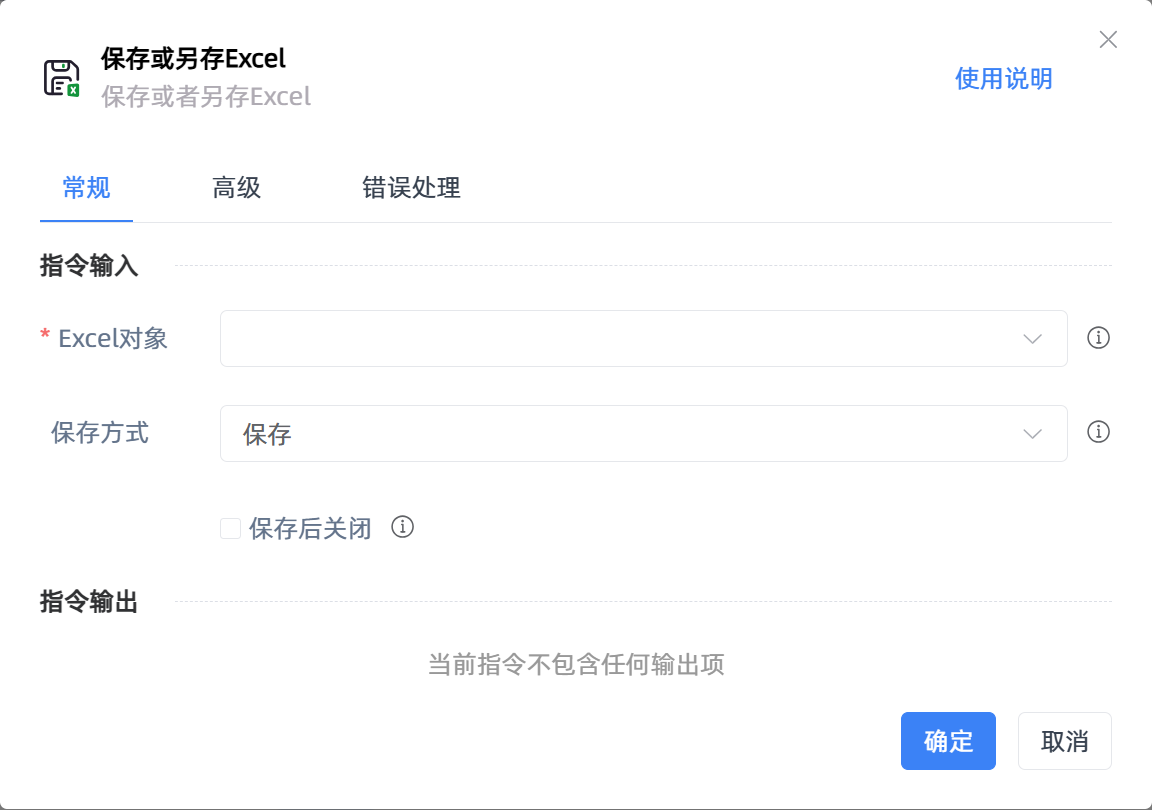 保存或另存Excel
保存或者另存Excel
使用说明
常规 高级 错误处理
指令输入
* Excel对象
保存方式 保存
保存后关闭
指令输出
当前指令不包含任何输出项
确定 取消